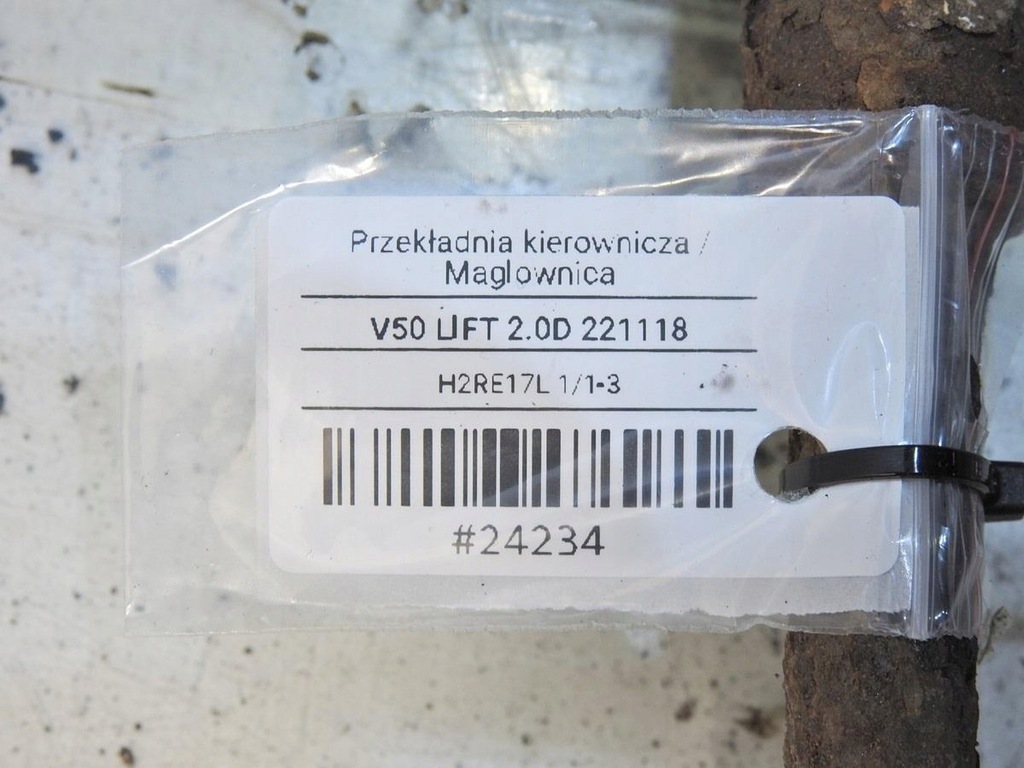 Przekładnia kierownicza /
Maglownica
V50 LIFT 2.0D 221118
H2RE17L 1/1-3
#24234